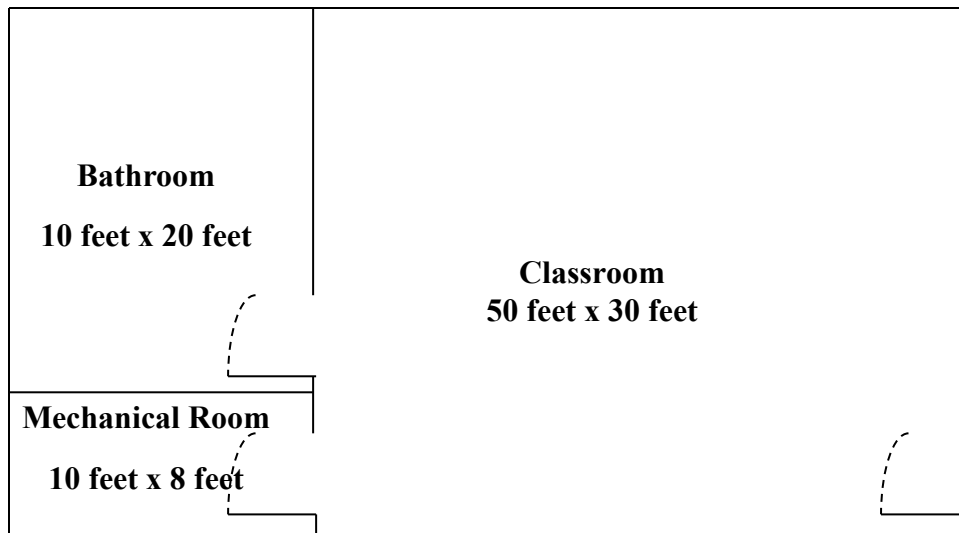 Bathroom
10 feet x 20 feet
Classroom
50 feet x 30 feet
Mechanical Room
10 feet x 8 feet